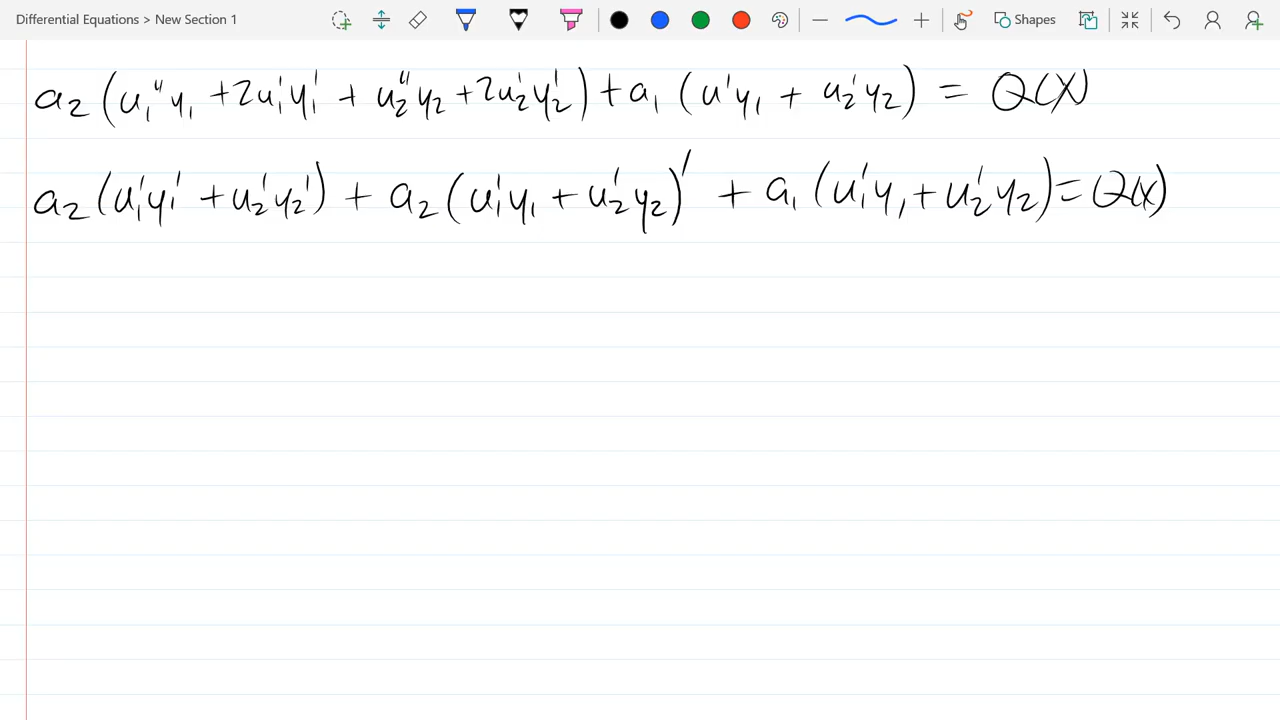 Differential Equations > New Section 1
Shapes
a₂(u₁''y₁ + 2u₁'y₁' + u₂''y₂ + 2u₂'y₂') + a₁(u'y₁ + u₂'y₂) = Q(x)
a₂(u₁'y₁' + u₂'y₂') + a₂(u₁'y₁ + u₂'y₂)' + a₁(u₁'y₁ + u₂'y₂) = Q(x)